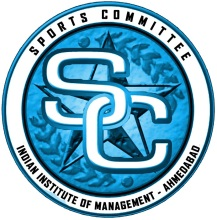 SPORTS COMMITTEE
SC
INDIAN INSTITUTE OF MANAGEMENT - AHMEDABAD